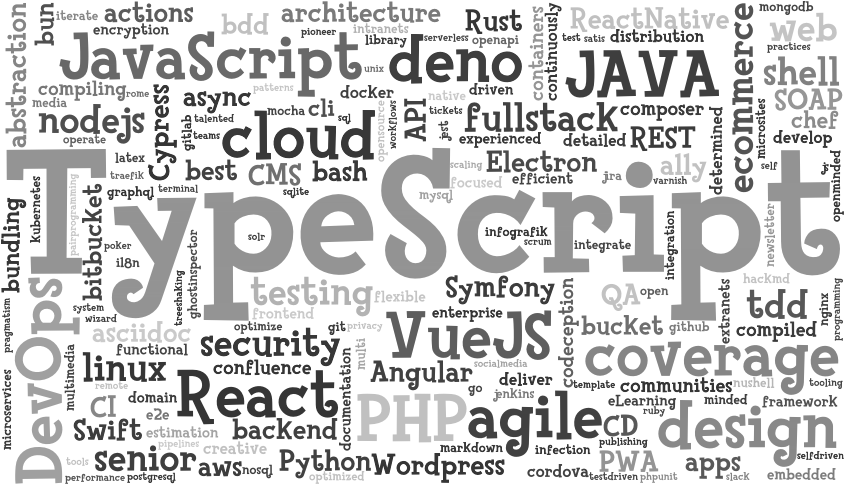 abstraction
bun
iterate
actions
encryption
bdd
architecture
pioneer
intranets
library
serverless
Rust
openapi
containers
continuously
ReactNative
test
satis
distribution
ecommerce
mongodb
web
practices
JavaScript
unix
deno
driven
JAVA
shell
SOAP
chef
develop
compiling
rome
media
patterns
docker
native
nodejs
operate
Cypress
async
gitlab
talented
teams
mocha
cli
sql
opensource
workflows
API
tickets
jest
fullstack
experienced
composer
detailed
REST
determined
microsites
cloud
latex
traefik
best
CMS
bash
scaling
Electron
efficient
jira
ally
varnish
self
openminded
Kubernetes
pairprogramming
graphql
terminal
sqlite
mysql
focused
TypeScript
bundling
bitbucket
poker
i18n
treeshaking
ghostinspector
solr
infografik
scrum
integrate
integration
newsletter
pragmatism
DevOps
system
wizard
testing
flexible
frontend
Symfony
enterprise
codeception
QA
open
extranets
hackmd
tdd
compiled
nginx
programming
asciidoc
functional
optimize
git
privacy
security
confluence
multi
VueJS
socialmedia
bucket
github
coverage
microservices
multimedia
linux
remote
domain
React
documentation
Angular
go
deliver
jenkins
template
communities
nushell
tooling
CI
e2e
Swift
estimation
pipelines
backend
creative
PHP
agile
CD
eLearning
ruby
minded
framework
publishing
design
selfdriven
tools
senior
performance
postgresql
aws
nosql
Python
optimized
Wordpress
markdown
infection
cordova
testdriven
PWA
phpunit
apps
slack
embedded